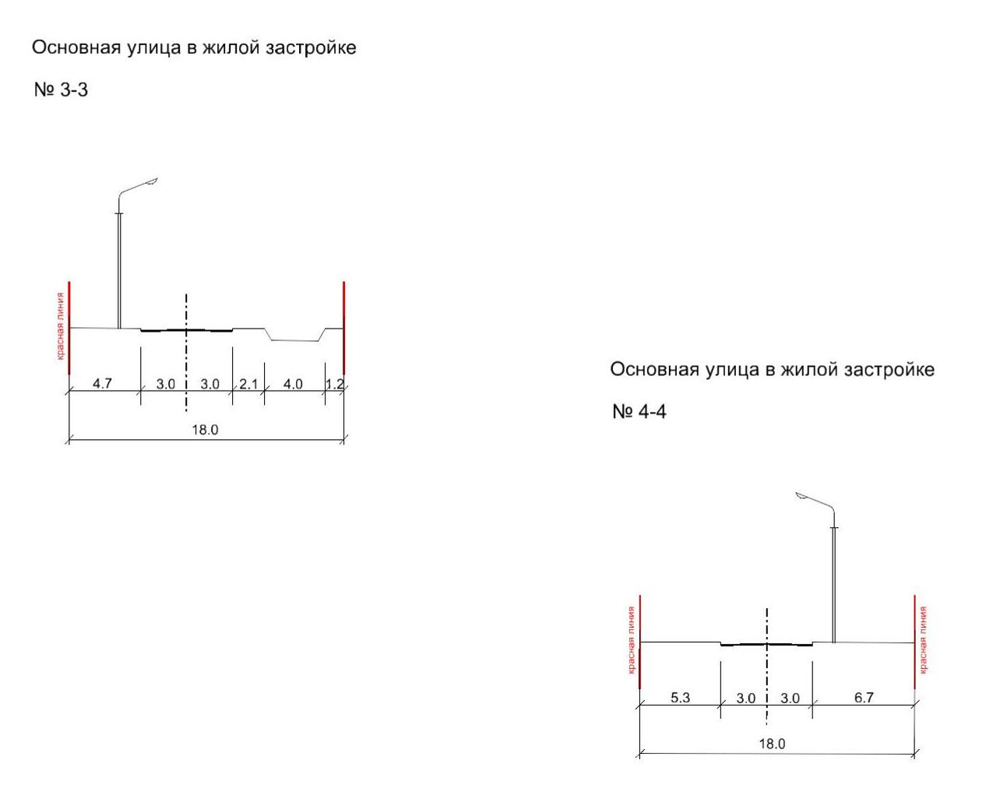 Основная улица в жилой застройке
№ 3-3
красная линия
4.7 3.0 3.0 2.1 4.0 1.2
18.0
Основная улица в жилой застройке
№ 4-4
красная линия
красная линия
5.3 3.0 3.0 6.7
18.0